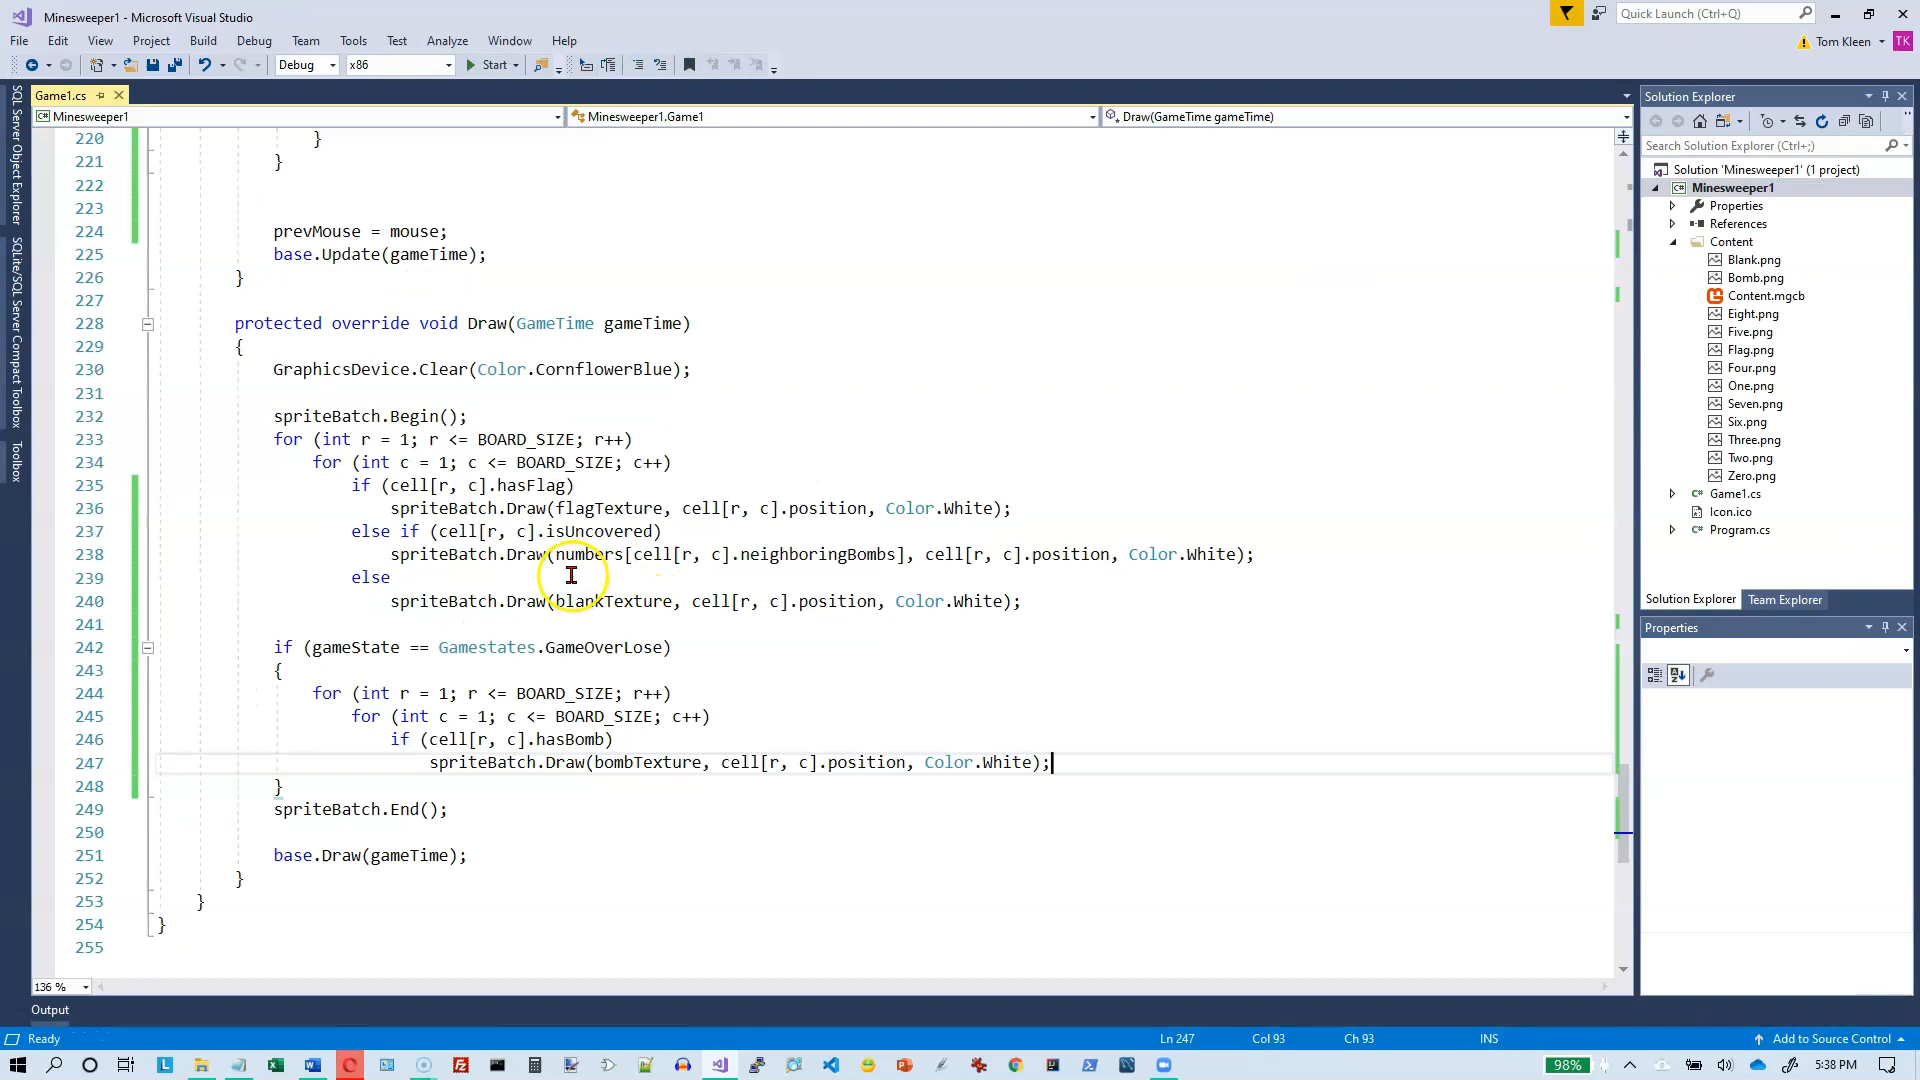 Minesweeper1 - Microsoft Visual Studio
Quick Launch (Ctrl+Q)
File Edit View Project Build Debug Team Tools Test Analyze Window Help
Tom Kleen TK
Debug x86 Start
SQL Server Object Explorer
SQLite/SQL Server Compact Toolbox
Toolbox
Game1.cs
Minesweeper1 Minesweeper1.Game1 Draw(GameTime gameTime)
220 }
221 }
222
223
224 prevMouse = mouse;
225 base.Update(gameTime);
226 }
227
228 protected override void Draw(GameTime gameTime)
229 {
230 GraphicsDevice.Clear(Color.CornflowerBlue);
231
232 spriteBatch.Begin();
233 for (int r = 1; r <= BOARD_SIZE; r++)
234 for (int c = 1; c <= BOARD_SIZE; c++)
235 if (cell[r, c].hasFlag)
236 spriteBatch.Draw(flagTexture, cell[r, c].position, Color.White);
237 else if (cell[r, c].isUncovered)
238 spriteBatch.Draw(numbers[cell[r, c].neighboringBombs], cell[r, c].position, Color.White);
239 else
240 spriteBatch.Draw(blankTexture, cell[r, c].position, Color.White);
241
242 if (gameState == Gamestates.GameOverLose)
243 {
244 for (int r = 1; r <= BOARD_SIZE; r++)
245 for (int c = 1; c <= BOARD_SIZE; c++)
246 if (cell[r, c].hasBomb)
247 spriteBatch.Draw(bombTexture, cell[r, c].position, Color.White);
248 }
249 spriteBatch.End();
250
251 base.Draw(gameTime);
252 }
253 }
254 }
255
136 %
Output
Solution Explorer
Search Solution Explorer (Ctrl+;)
Solution 'Minesweeper1' (1 project)
C# Minesweeper1
Properties
References
Content
Blank.png
Bomb.png
Content.mgcb
Eight.png
Five.png
Flag.png
Four.png
One.png
Seven.png
Six.png
Three.png
Two.png
Zero.png
C# Game1.cs
Icon.ico
C# Program.cs
Solution Explorer Team Explorer
Properties
Ready Ln 247 Col 93 Ch 93 INS Add to Source Control
98% 5:38 PM